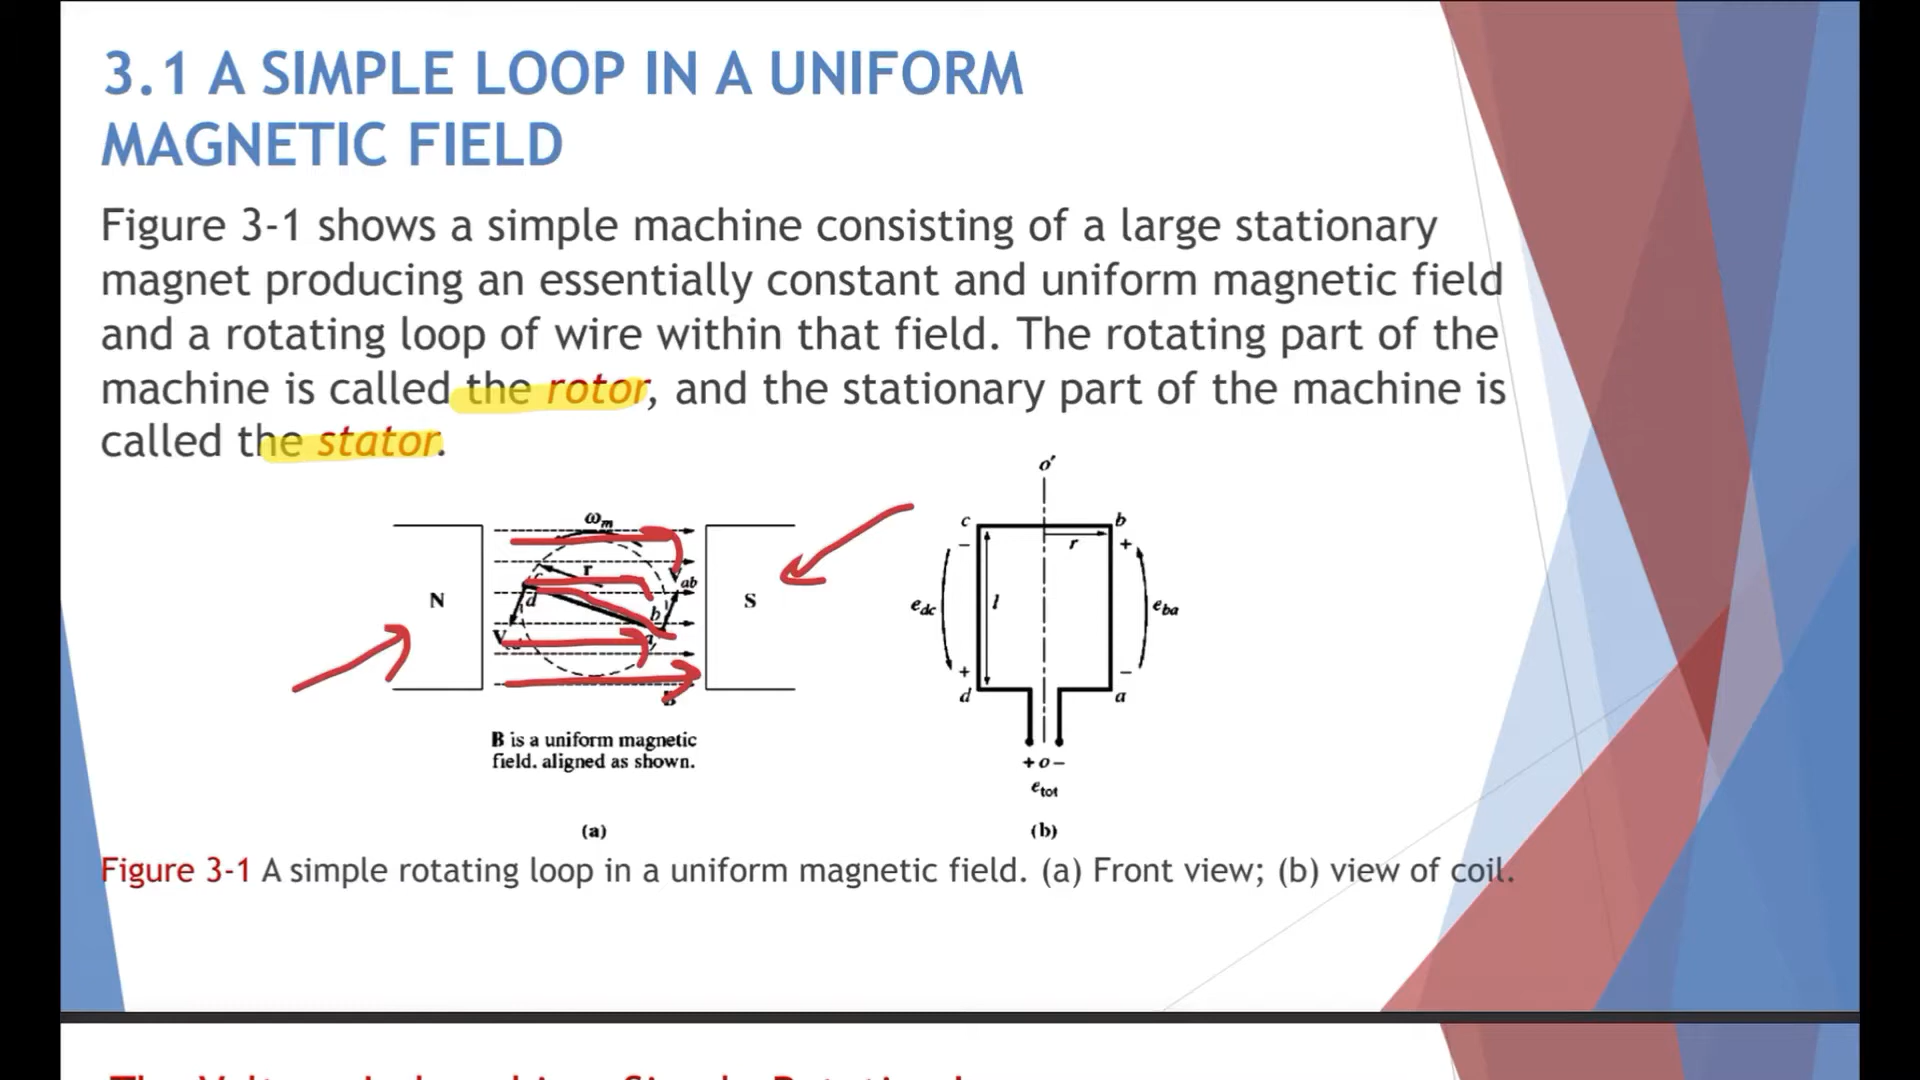 3.1 A SIMPLE LOOP IN A UNIFORM
MAGNETIC FIELD
Figure 3-1 shows a simple machine consisting of a large stationary
magnet producing an essentially constant and uniform magnetic field
and a rotating loop of wire within that field. The rotating part of the
machine is called the rotor, and the stationary part of the machine is
called the stator.
N
ωm
r
c
d
Vab
b
a
S
B is a uniform magnetic
field. aligned as shown.
(a)
o′
c
b
r
−
+
edc
l
eba
+
−
d
a
+ o −
etot
(b)
Figure 3-1 A simple rotating loop in a uniform magnetic field. (a) Front view; (b) view of coil.